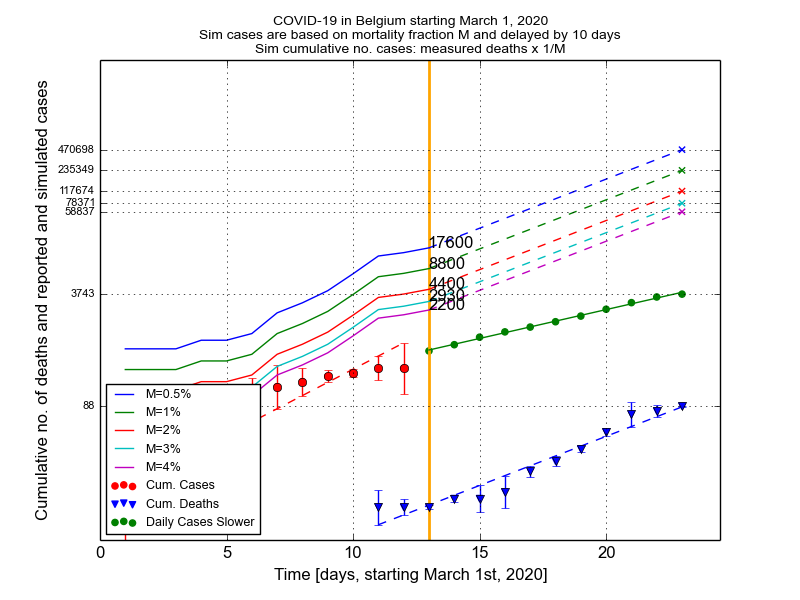 COVID-19 in Belgium starting March 1, 2020
Sim cases are based on mortality fraction M and delayed by 10 days
Sim cumulative no. cases: measured deaths x 1/M
Cumulative no. of deaths and reported and simulated cases
470698
235349
117674
78371
58837
3743
88
17600
8800
4400
2930
2200
M=0.5%
M=1%
M=2%
M=3%
M=4%
Cum. Cases
Cum. Deaths
Daily Cases Slower
0 5 10 15 20
Time [days, starting March 1st, 2020]